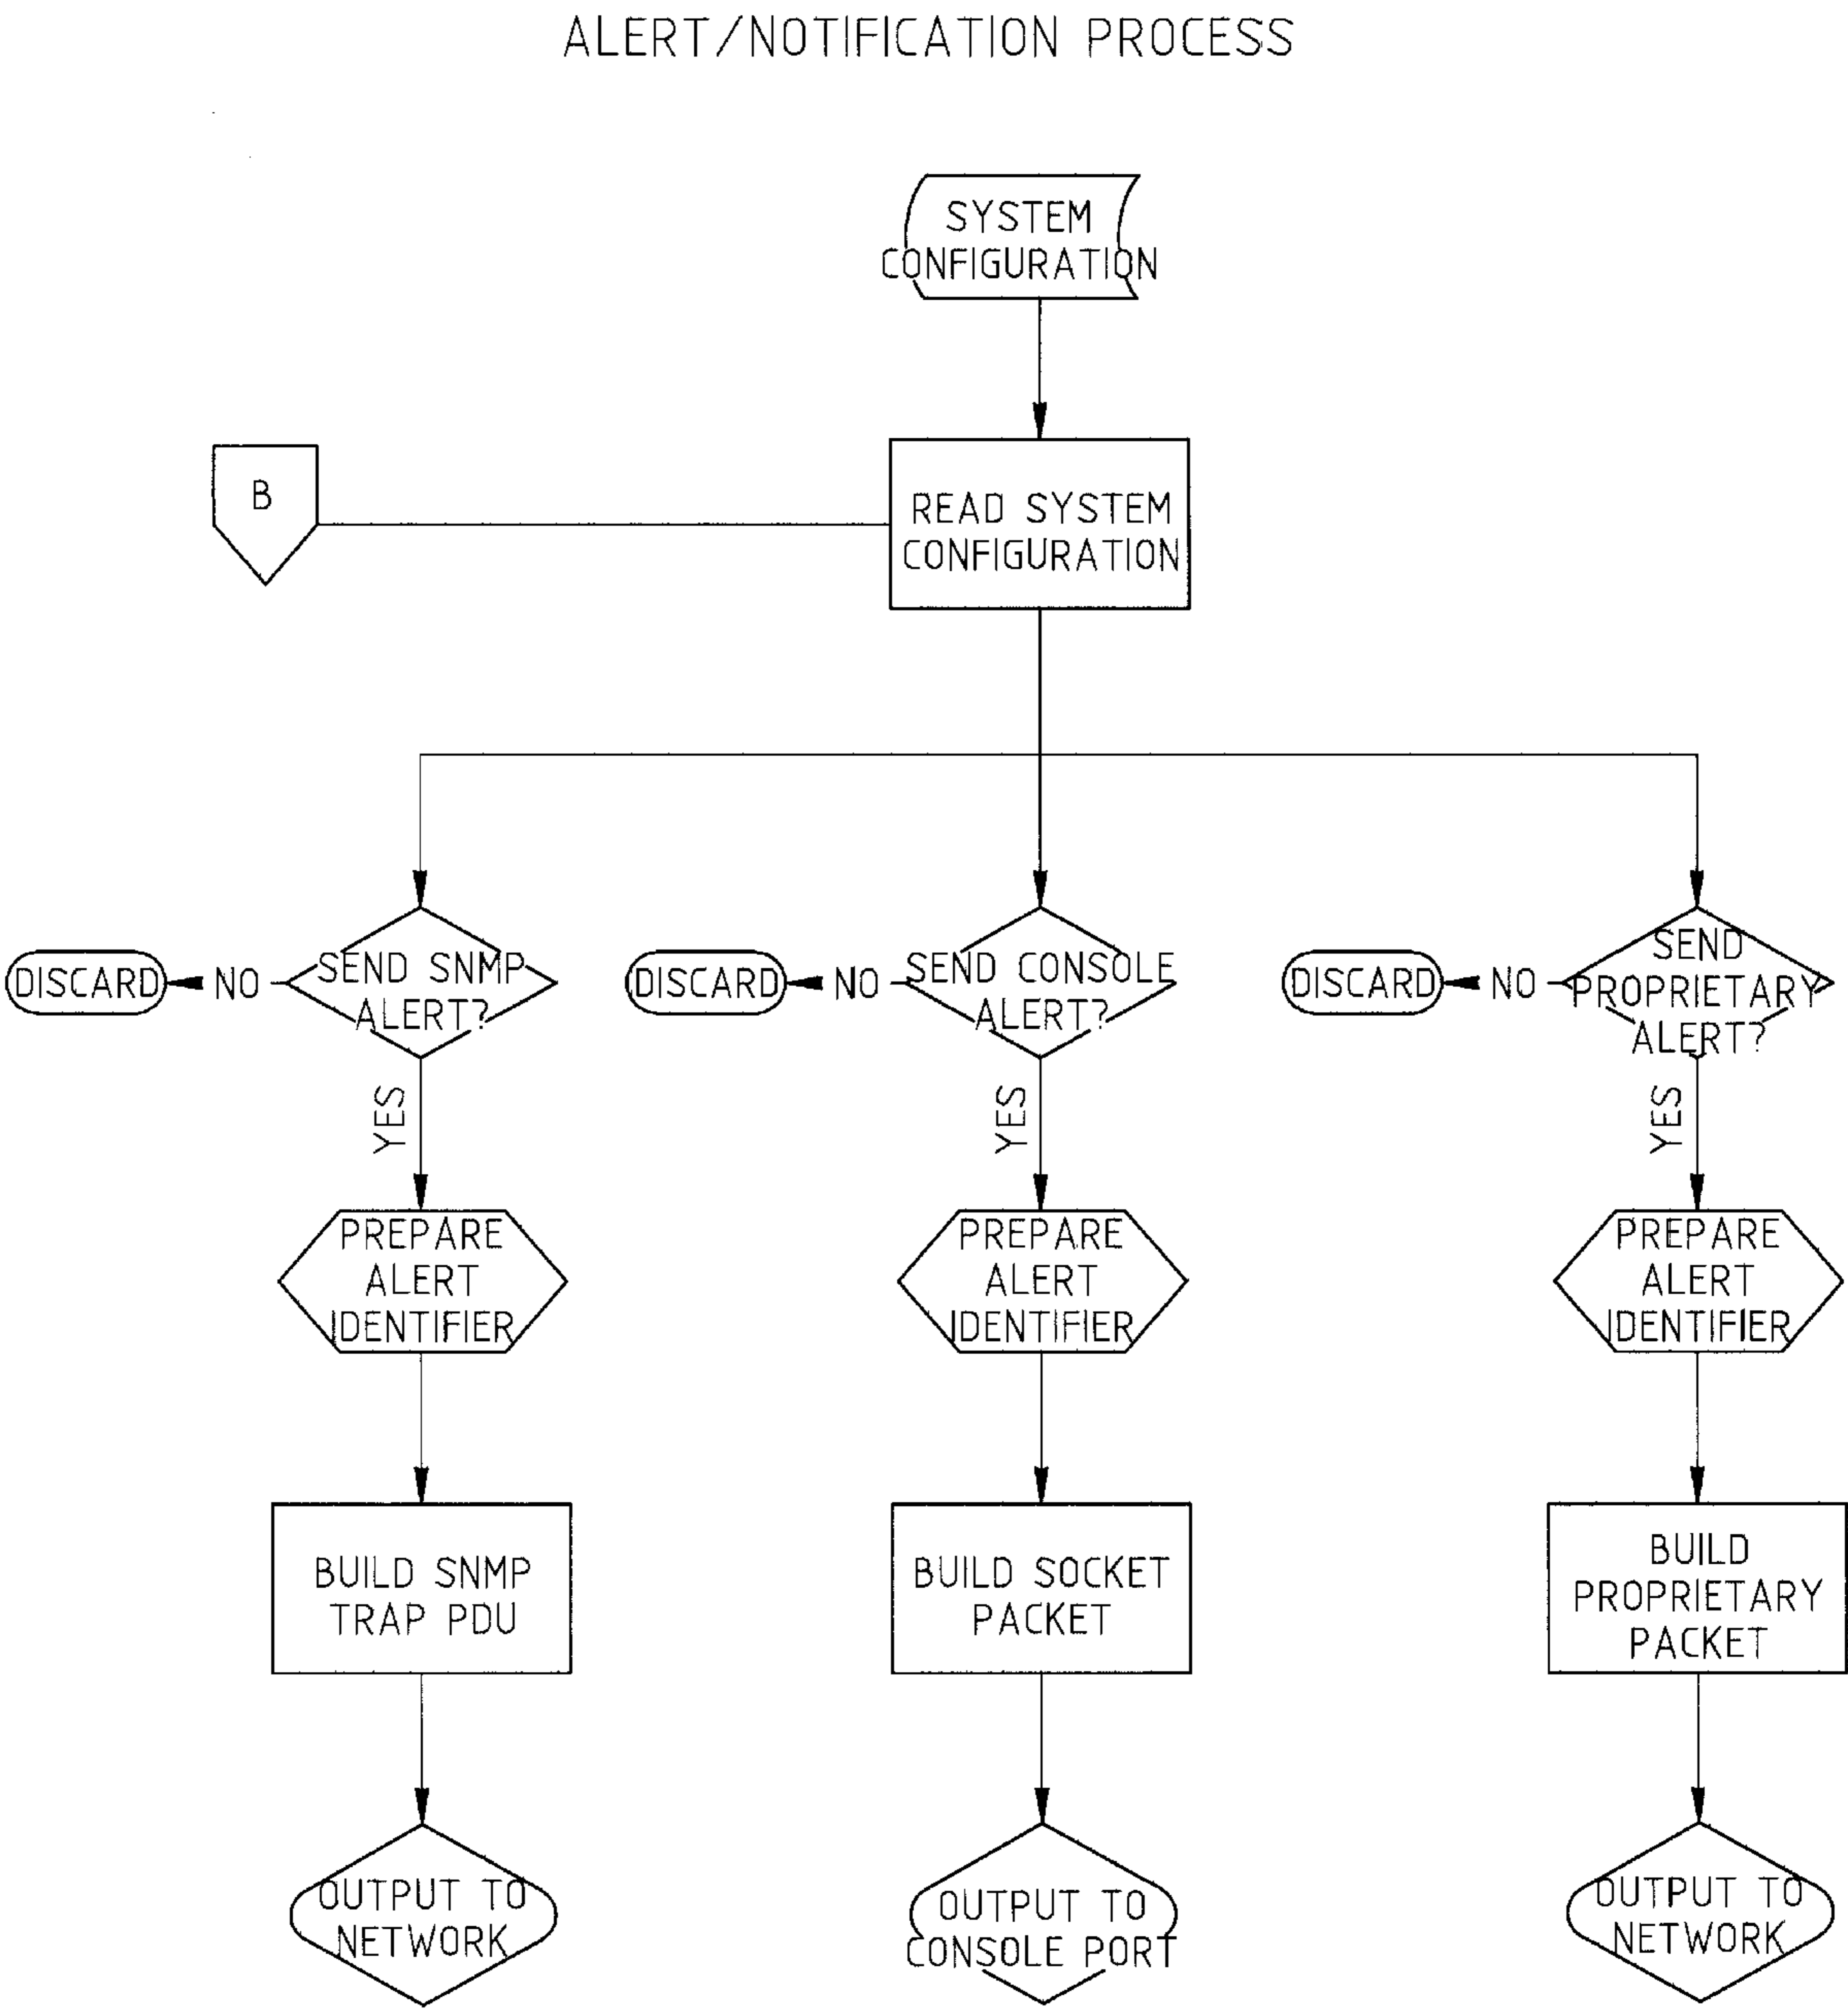 ALERT/NOTIFICATION PROCESS
SYSTEM
CONFIGURATION
B
READ SYSTEM
CONFIGURATION
DISCARD
NO
SEND SNMP
ALERT?
DISCARD
NO
SEND CONSOLE
ALERT?
DISCARD
NO
SEND
PROPRIETARY
ALERT?
YES
YES
YES
PREPARE
ALERT
IDENTIFIER
PREPARE
ALERT
IDENTIFIER
PREPARE
ALERT
IDENTIFIER
BUILD SNMP
TRAP PDU
BUILD SOCKET
PACKET
BUILD
PROPRIETARY
PACKET
OUTPUT TO
NETWORK
OUTPUT TO
CONSOLE PORT
OUTPUT TO
NETWORK